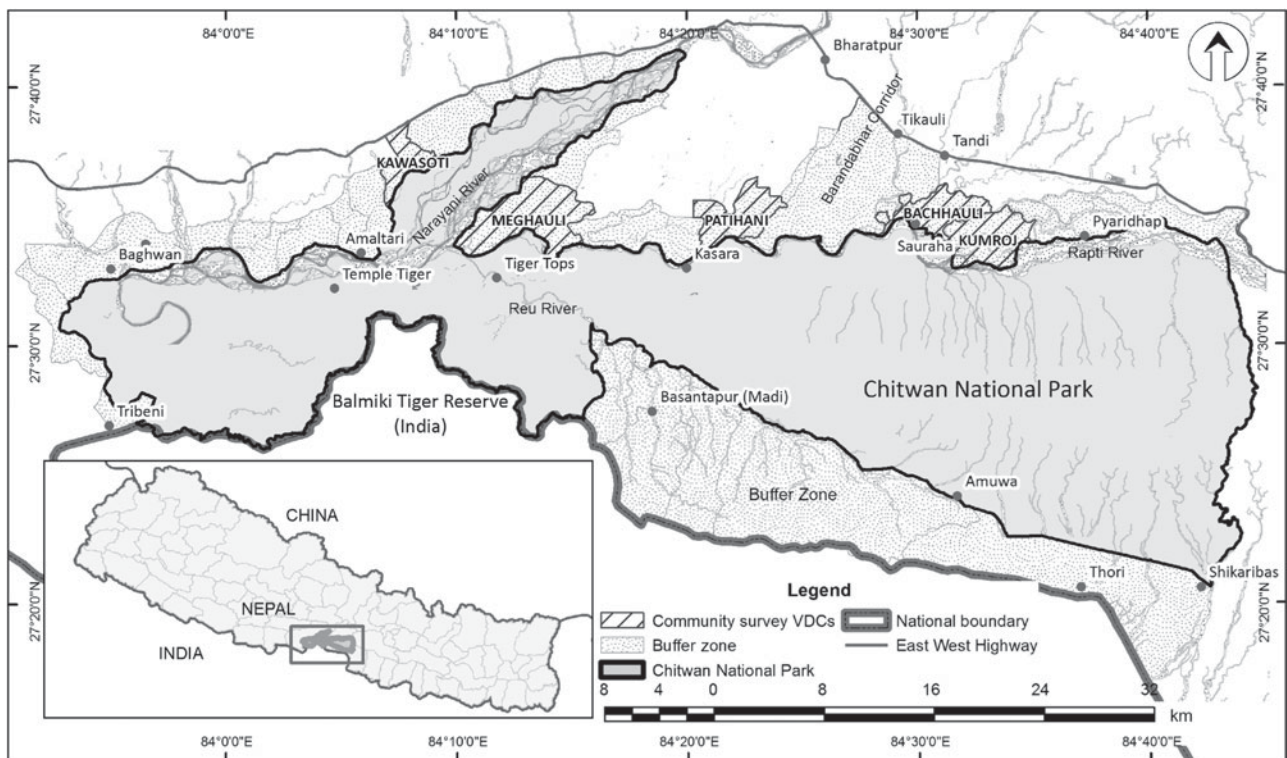 84°0'0"E
84°10'0"E
84°20'0"E
84°30'0"E
84°40'0"E
27°40'0"N
27°40'0"N
Bharatpur
Barandabhar Corridor
Tikauli
Tandi
KAWASOTI
Narayani River
MEGHAULI
PATIHANI
BACHHAULI
KUMROJ
Pyaridhap
Baghwan
Amaltari
Sauraha
Rapti River
Temple Tiger
Tiger Tops
Kasara
Reu River
27°30'0"N
27°30'0"N
Chitwan National Park
Balmiki Tiger Reserve
(India)
Basantapur (Madi)
Tribeni
Amuwa
Buffer Zone
Thori
Shikaribas
27°20'0"N
27°20'0"N
CHINA
NEPAL
INDIA
Legend
Community survey VDCs
National boundary
Buffer zone
East West Highway
Chitwan National Park
8 4 0 8 16 24 32
km
84°0'0"E
84°10'0"E
84°20'0"E
84°30'0"E
84°40'0"E